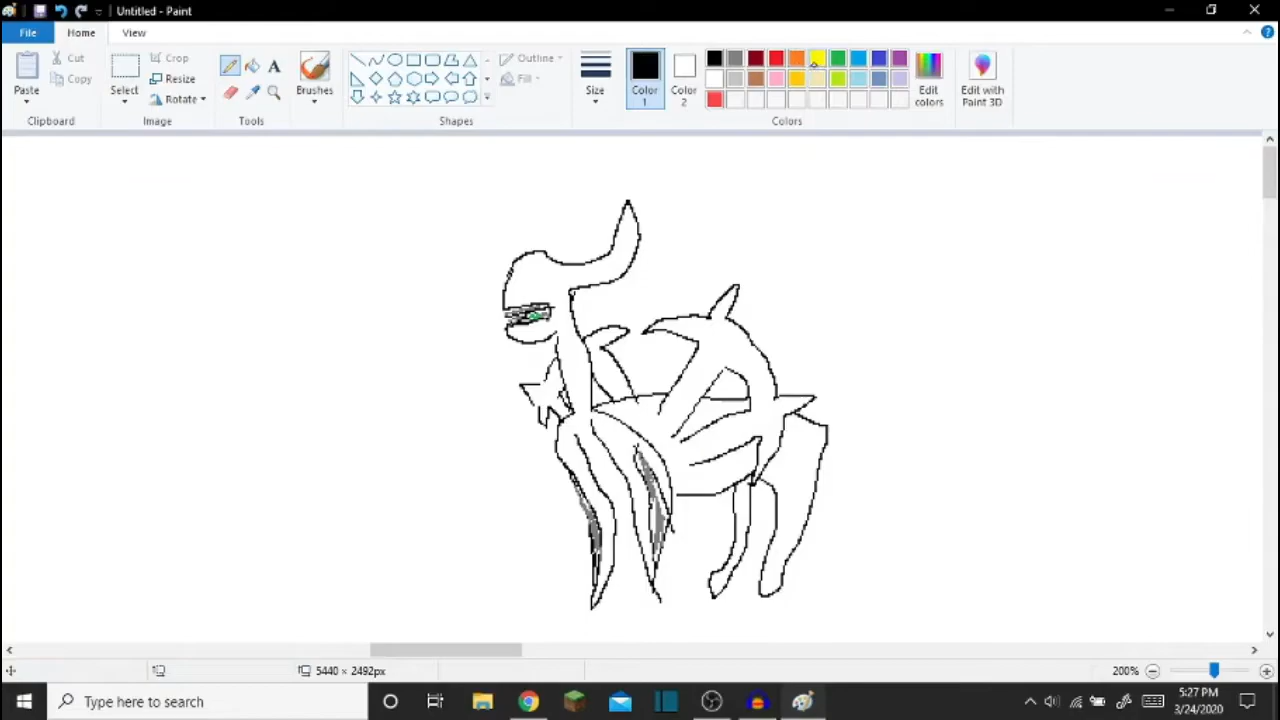 Untitled - Paint
File
Home
View
Paste
Cut
Copy
Clipboard
Select
Crop
Resize
Rotate
Image
A
Tools
Brushes
Outline
Fill
Shapes
Size
Color
1
Color
2
Colors
Edit
colors
Edit with
Paint 3D
5440 × 2492px
200%
Type here to search
5:27 PM
3/24/2020